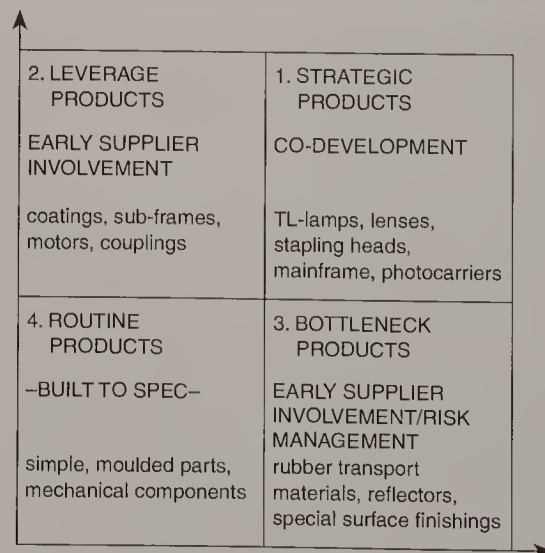 2. LEVERAGE
PRODUCTS
EARLY SUPPLIER
INVOLVEMENT
coatings, sub-frames,
motors, couplings
1. STRATEGIC
PRODUCTS
CO-DEVELOPMENT
TL-lamps, lenses,
stapling heads,
mainframe, photocarriers
4. ROUTINE
PRODUCTS
–BUILT TO SPEC–
simple, moulded parts,
mechanical components
3. BOTTLENECK
PRODUCTS
EARLY SUPPLIER
INVOLVEMENT/RISK
MANAGEMENT
rubber transport
materials, reflectors,
special surface finishings